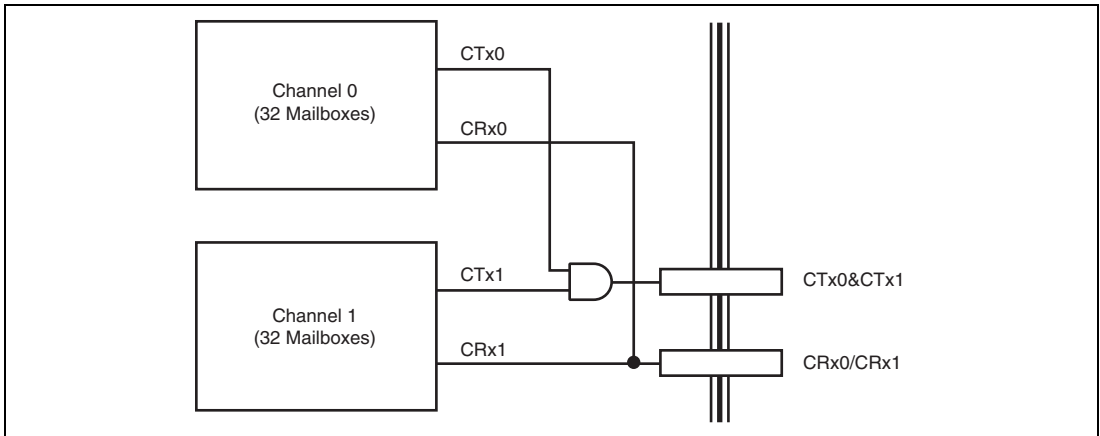 CTx0
Channel 0
(32 Mailboxes)
CRx0
CTx1
CTx0&CTx1
Channel 1
(32 Mailboxes)
CRx1
CRx0/CRx1